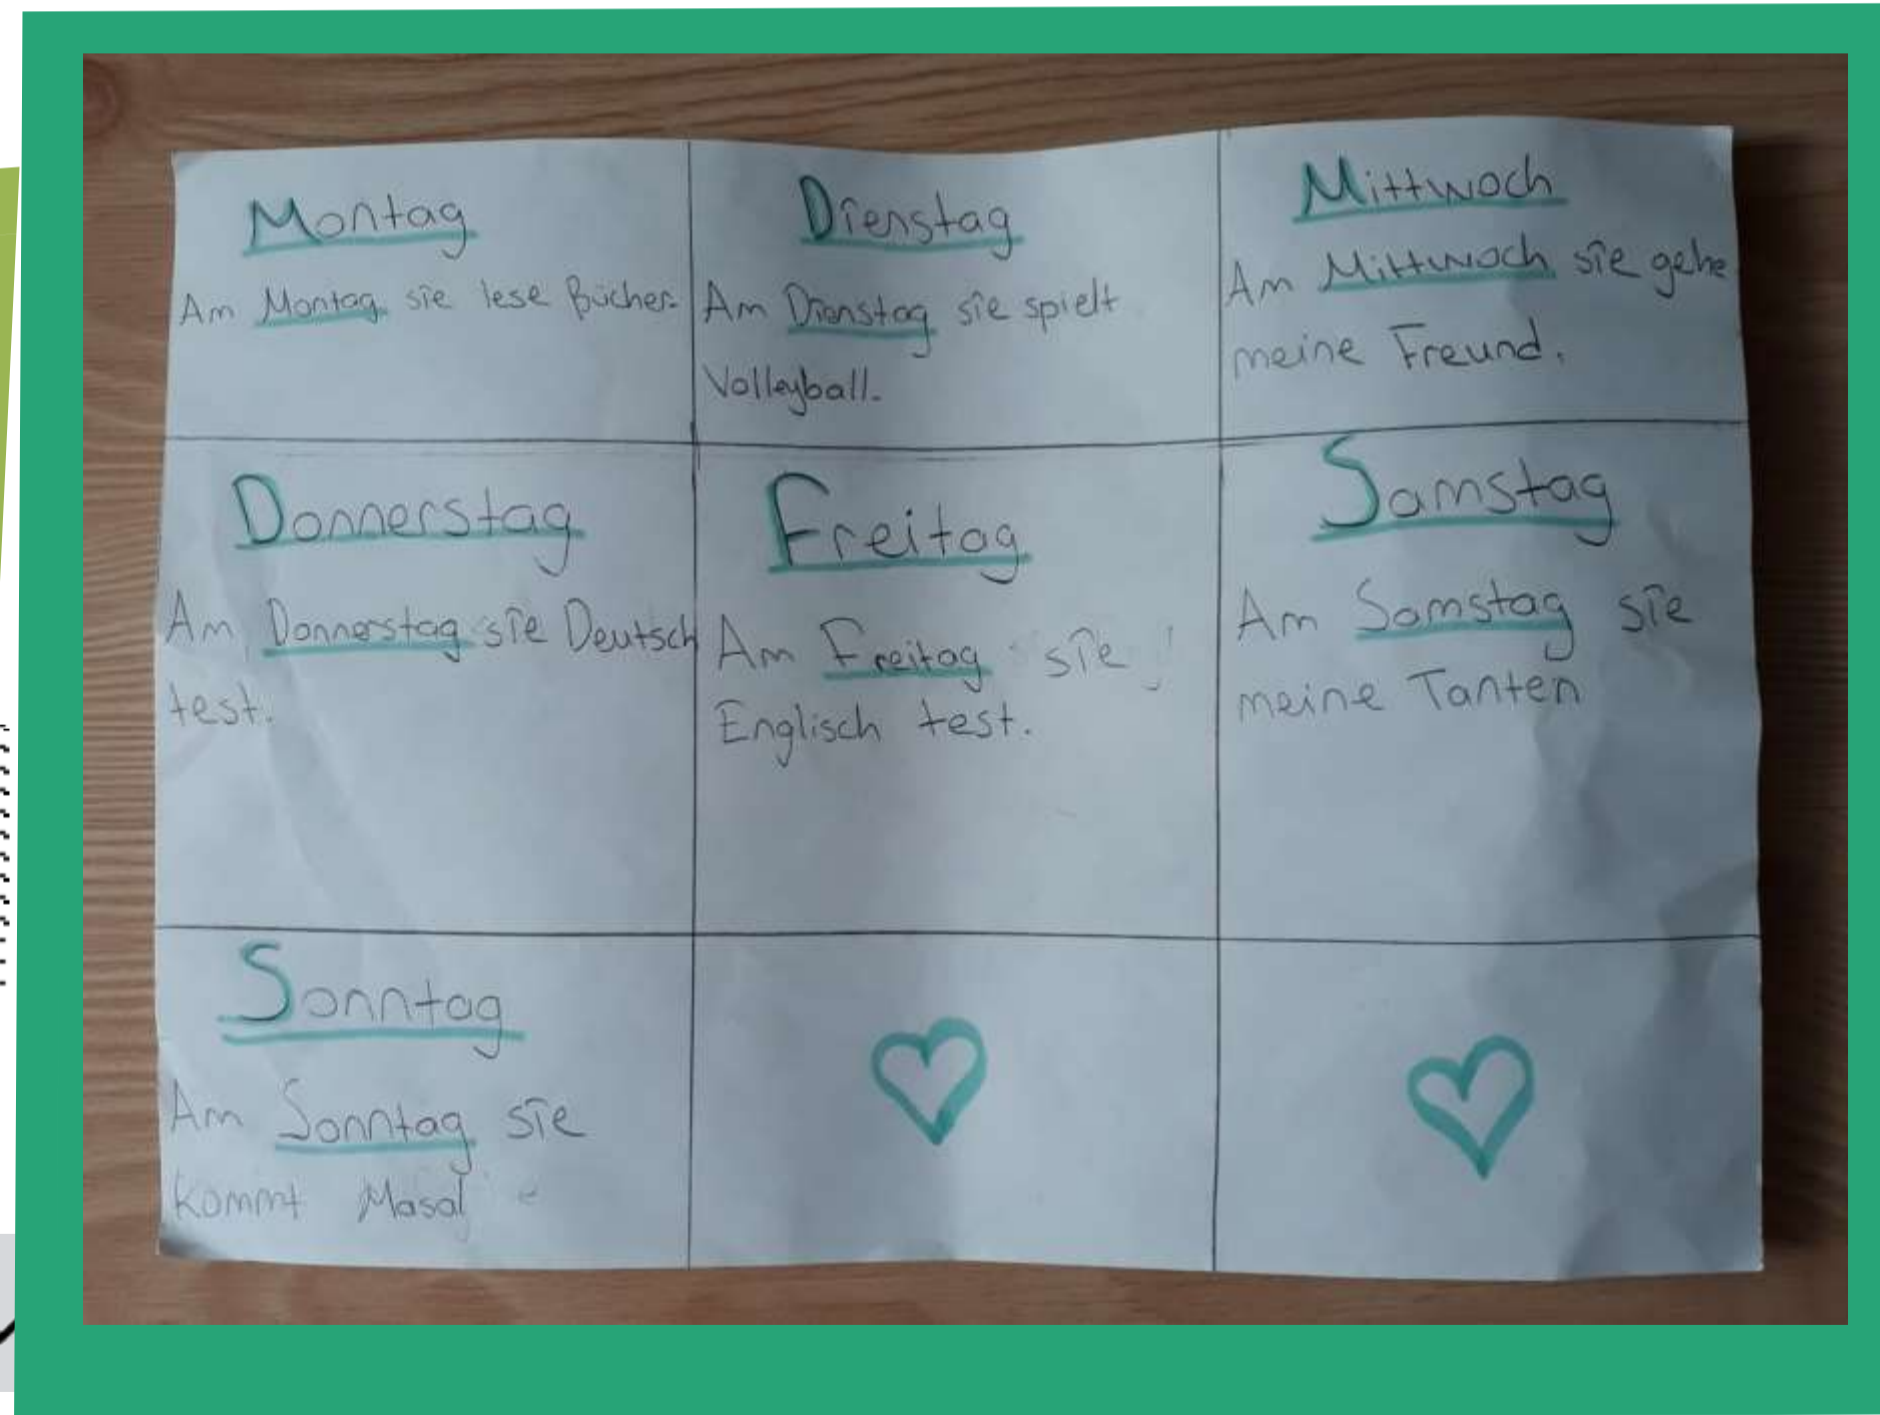 Montag
Am Montag sie lese Bücher.
Dienstag
Am Dienstag sie spielt
Volleyball.
Mittwoch
Am Mittwoch sie gehe
meine Freund.
Donnerstag
Am Donnerstag sie Deutsch
test.
Freitag
Am Freitag sie
Englisch test.
Samstag
Am Samstag sie
meine Tanten
Sonntag
Am Sonntag sie
kommt Masal